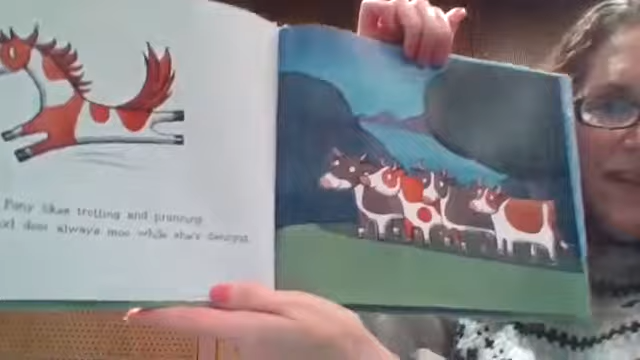 Pony likes trotting and prancing
does always moo while she's dancing.